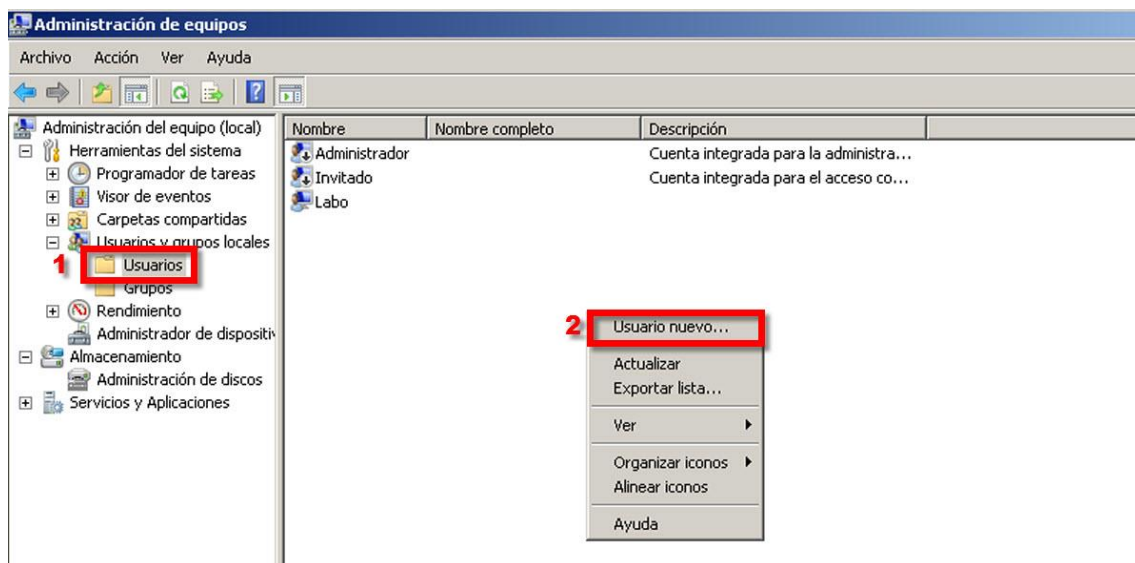 Administración de equipos
Archivo Acción Ver Ayuda
Administración del equipo (local)
Herramientas del sistema
Programador de tareas
Visor de eventos
Carpetas compartidas
Usuarios y grupos locales
1 Usuarios
Grupos
Rendimiento
Administrador de dispositiv
Almacenamiento
Administración de discos
Servicios y Aplicaciones
Nombre Nombre completo Descripción
Administrador Cuenta integrada para la administra...
Invitado Cuenta integrada para el acceso co...
Labo
2 Usuario nuevo...
Actualizar
Exportar lista...
Ver
Organizar iconos
Alinear iconos
Ayuda